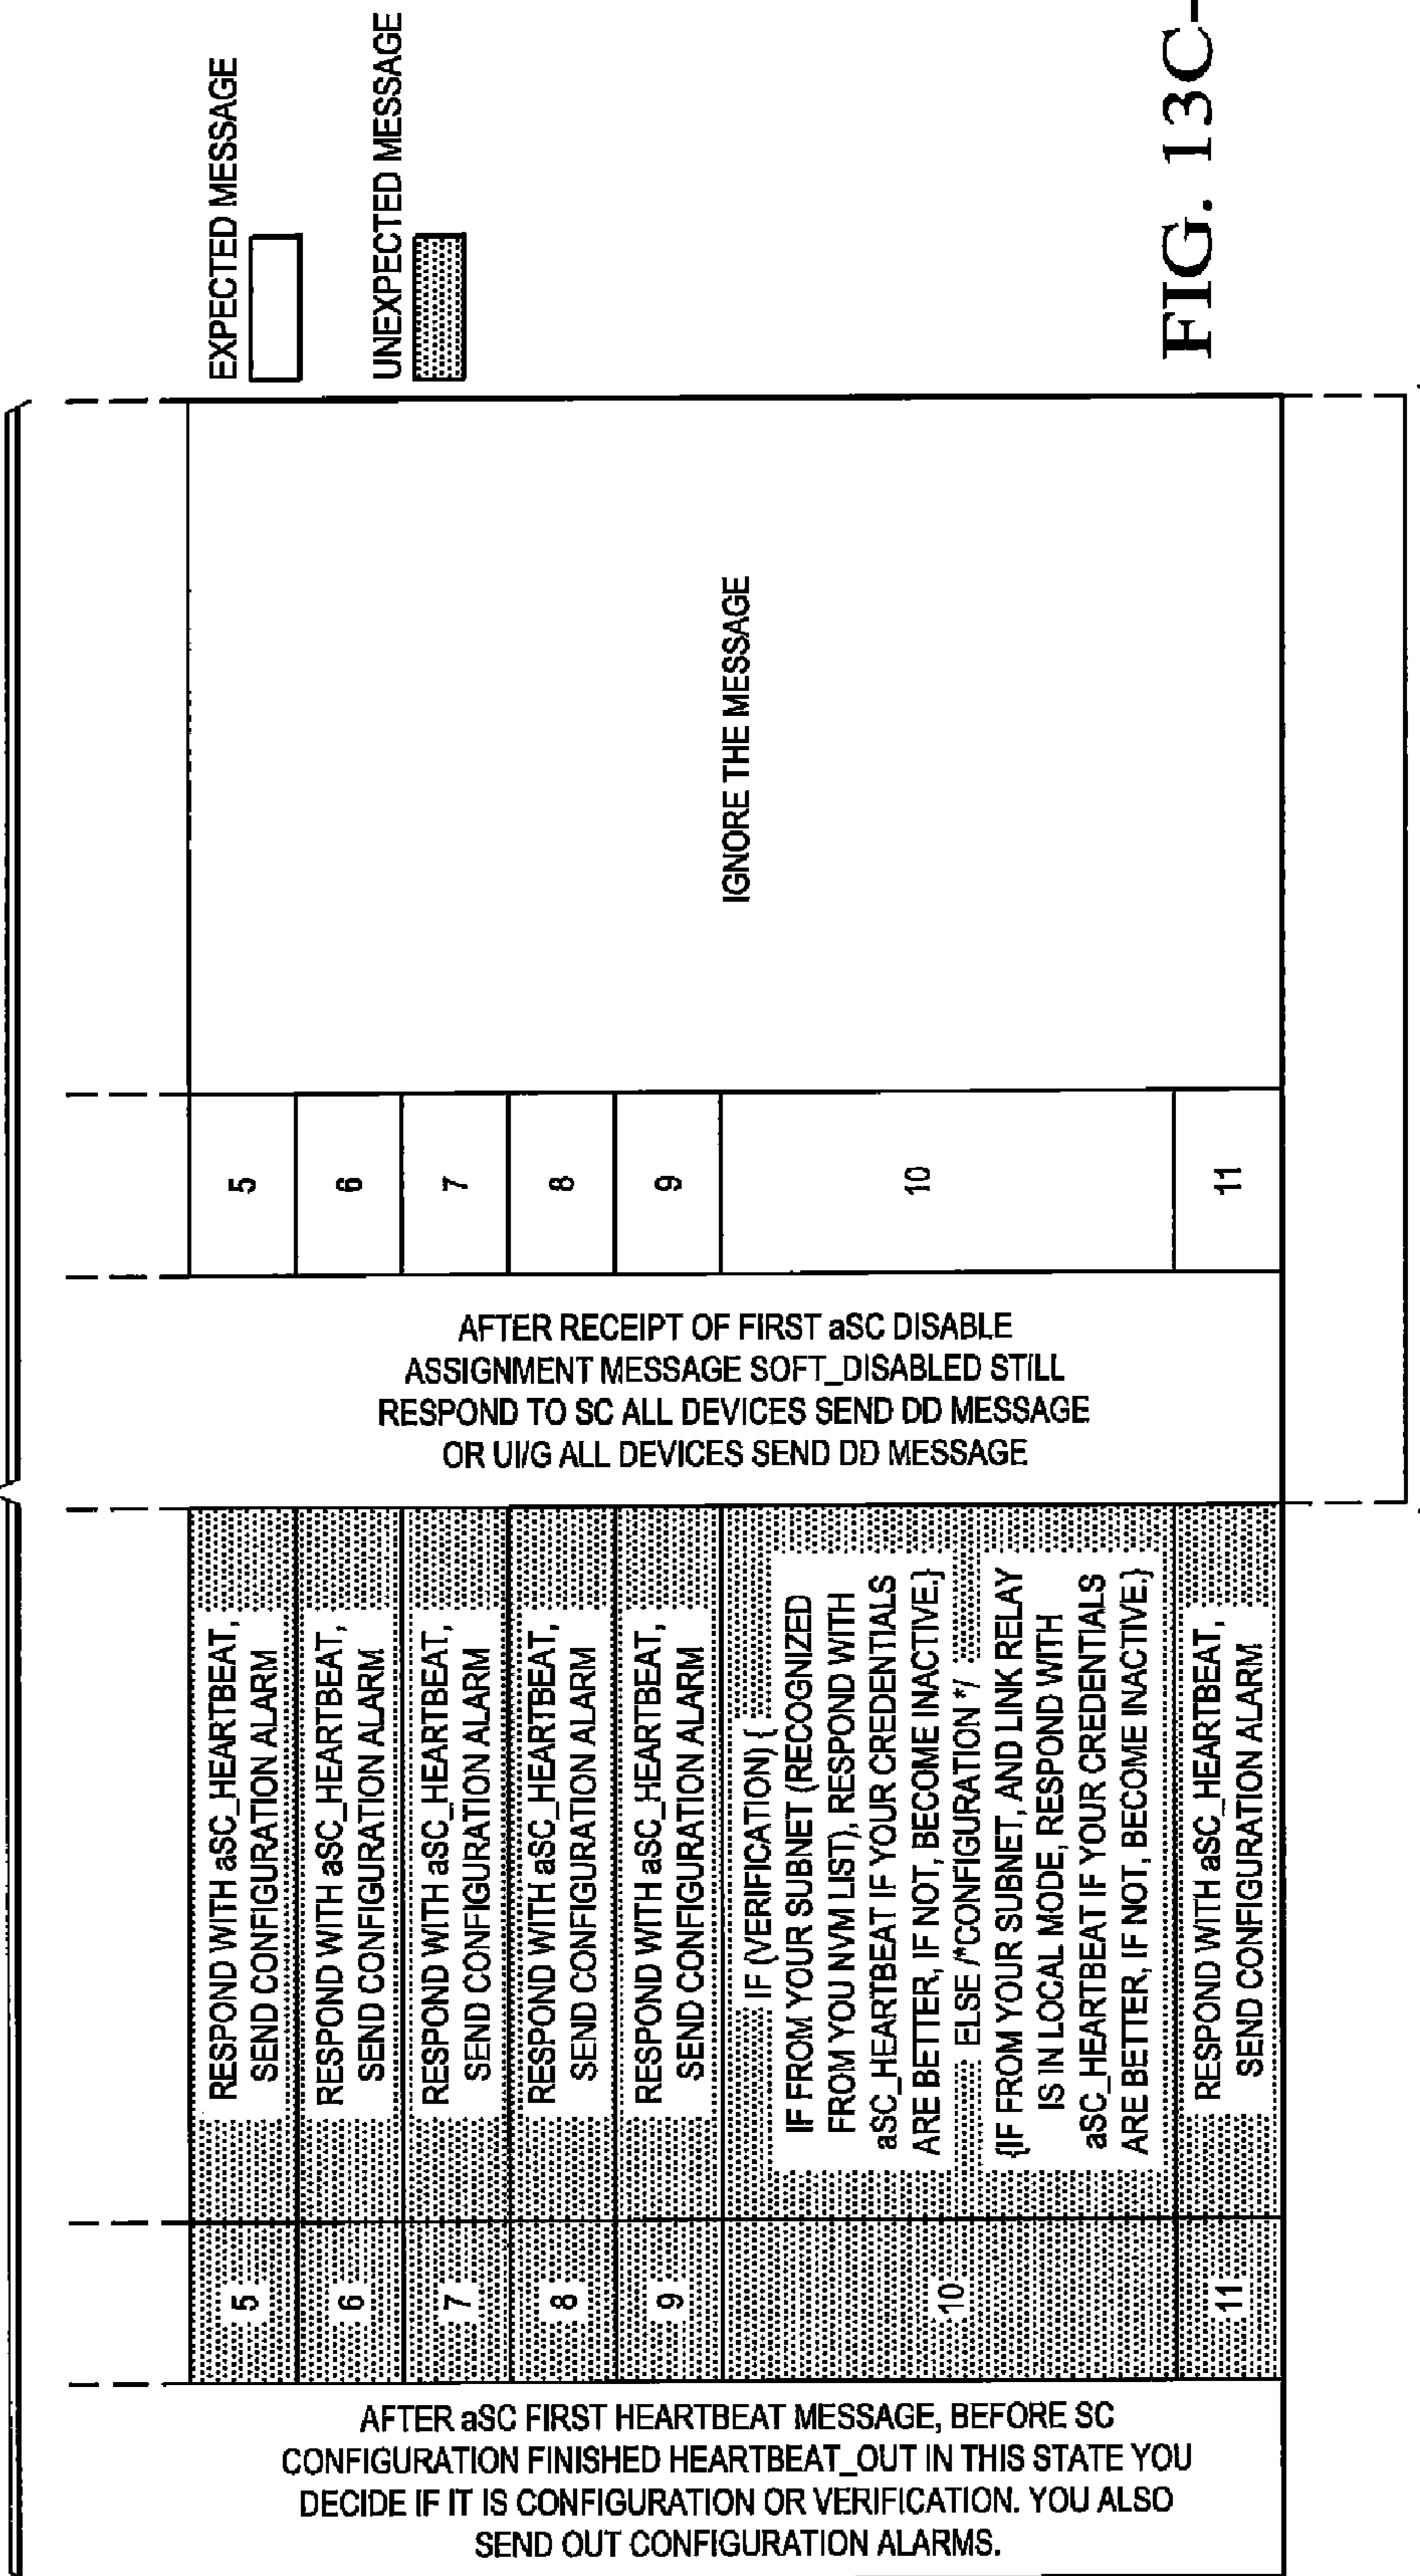 EXPECTED MESSAGE
UNEXPECTED MESSAGE
5
6
7
8
9
10
11
IGNORE THE MESSAGE
AFTER RECEIPT OF FIRST aSC DISABLE
ASSIGNMENT MESSAGE SOFT_DISABLED STILL
RESPOND TO SC ALL DEVICES SEND DD MESSAGE
OR UI/G ALL DEVICES SEND DD MESSAGE
5
RESPOND WITH aSC_HEARTBEAT,
SEND CONFIGURATION ALARM
6
RESPOND WITH aSC_HEARTBEAT,
SEND CONFIGURATION ALARM
7
RESPOND WITH aSC_HEARTBEAT,
SEND CONFIGURATION ALARM
8
RESPOND WITH aSC_HEARTBEAT,
SEND CONFIGURATION ALARM
9
RESPOND WITH aSC_HEARTBEAT,
SEND CONFIGURATION ALARM
10
IF (VERIFICATION) {
IF FROM YOUR SUBNET (RECOGNIZED
FROM YOU NVM LIST), RESPOND WITH
aSC_HEARTBEAT IF YOUR CREDENTIALS
ARE BETTER, IF NOT, BECOME INACTIVE.}
ELSE /*CONFIGURATION */
{IF FROM YOUR SUBNET, AND LINK RELAY
IS IN LOCAL MODE, RESPOND WITH
aSC_HEARTBEAT IF YOUR CREDENTIALS
ARE BETTER, IF NOT, BECOME INACTIVE.}
11
RESPOND WITH aSC_HEARTBEAT,
SEND CONFIGURATION ALARM
AFTER aSC FIRST HEARTBEAT MESSAGE, BEFORE SC
CONFIGURATION FINISHED HEARTBEAT_OUT IN THIS STATE YOU
DECIDE IF IT IS CONFIGURATION OR VERIFICATION. YOU ALSO
SEND OUT CONFIGURATION ALARMS.
FIG. 13C-